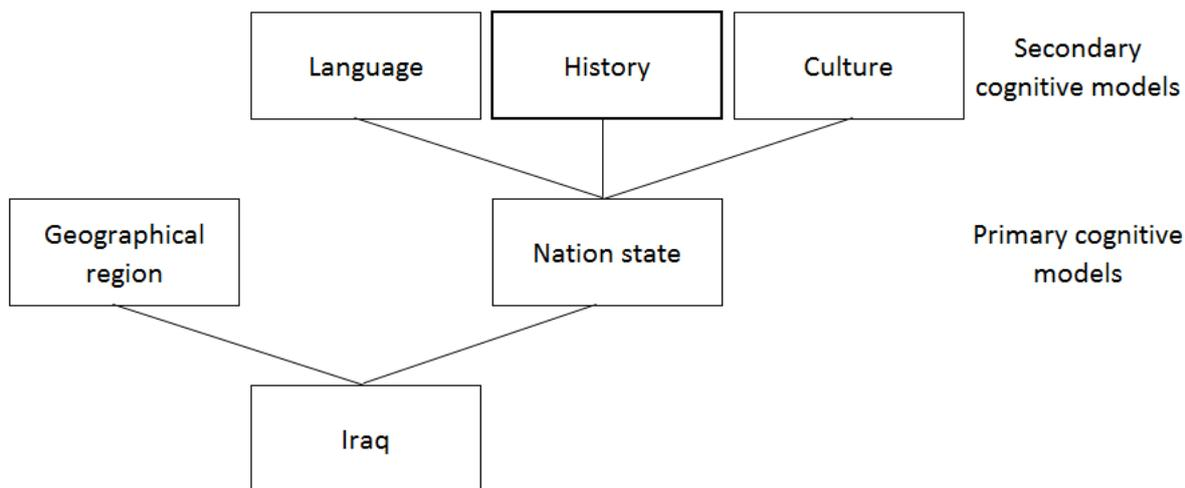 Language
History
Culture
Secondary
cognitive models
Geographical
region
Nation state
Primary cognitive
models
Iraq